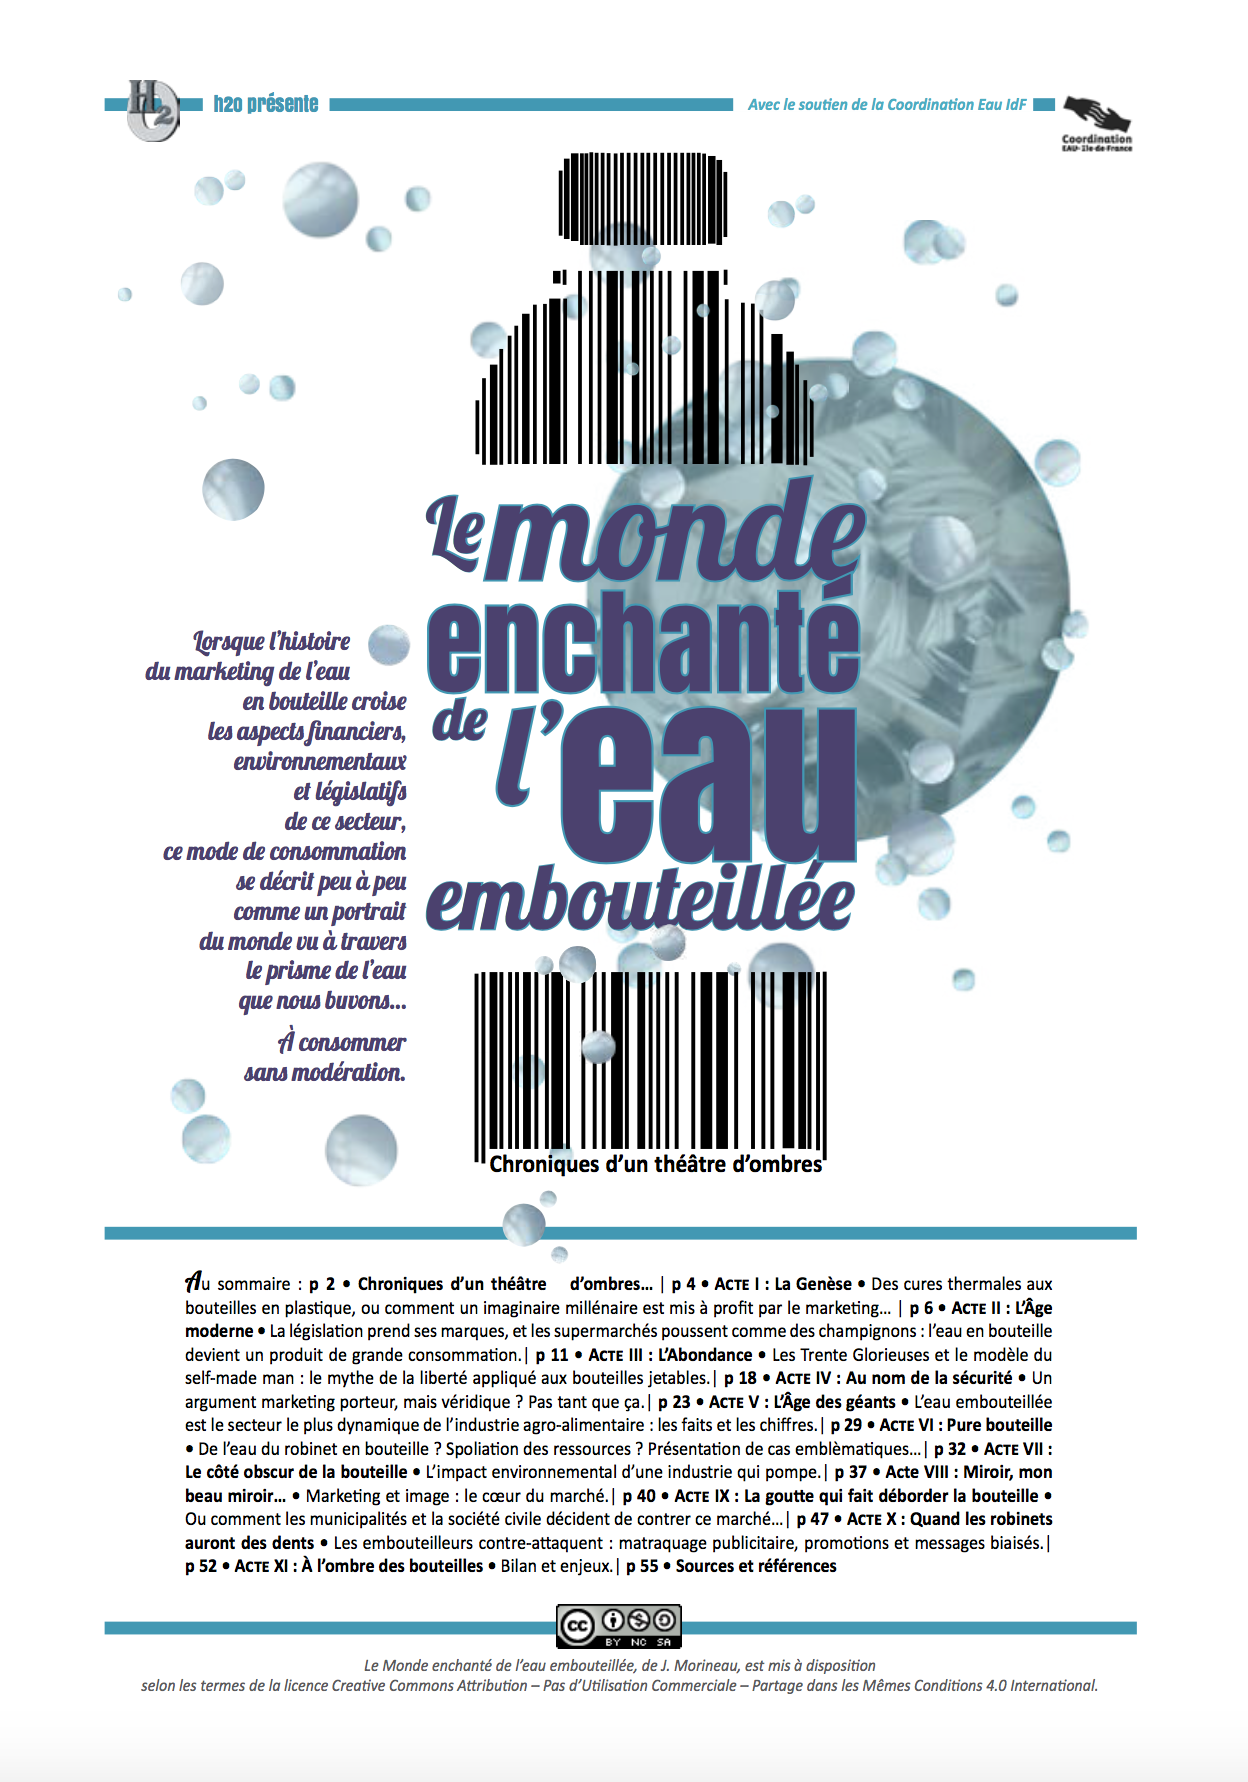 H2O
h2o présente
Avec le soutien de la Coordination Eau IdF
Coordination
EAU-Ile-de-France
Le monde
enchanté
de l'eau
embouteillée
Lorsque l'histoire
du marketing de l'eau
en bouteille croise
les aspects financiers,
environnementaux
et législatifs
de ce secteur,
ce mode de consommation
se décrit peu à peu
comme un portrait
du monde vu à travers
le prisme de l'eau
que nous buvons...
À consommer
sans modération.
Chroniques d'un théâtre d'ombres
Au sommaire : p 2 • Chroniques d'un théâtre d'ombres... | p 4 • ACTE I : La Genèse • Des cures thermales aux
bouteilles en plastique, ou comment un imaginaire millénaire est mis à profit par le marketing... | p 6 • ACTE II : L'Âge
moderne • La législation prend ses marques, et les supermarchés poussent comme des champignons : l'eau en bouteille
devient un produit de grande consommation.| p 11 • ACTE III : L'Abondance • Les Trente Glorieuses et le modèle du
self-made man : le mythe de la liberté appliqué aux bouteilles jetables.| p 18 • ACTE IV : Au nom de la sécurité • Un
argument marketing porteur, mais véridique ? Pas tant que ça.| p 23 • ACTE V : L'Âge des géants • L'eau embouteillée
est le secteur le plus dynamique de l'industrie agro-alimentaire : les faits et les chiffres.| p 29 • ACTE VI : Pure bouteille
• De l'eau du robinet en bouteille ? Spoliation des ressources ? Présentation de cas emblèmatiques...| p 32 • ACTE VII :
Le côté obscur de la bouteille • L'impact environnemental d'une industrie qui pompe.| p 37 • Acte VIII : Miroir, mon
beau miroir... • Marketing et image : le cœur du marché.| p 40 • ACTE IX : La goutte qui fait déborder la bouteille •
Ou comment les municipalités et la société civile décident de contrer ce marché...| p 47 • ACTE X : Quand les robinets
auront des dents • Les embouteilleurs contre-attaquent : matraquage publicitaire, promotions et messages biaisés.|
p 52 • ACTE XI : À l'ombre des bouteilles • Bilan et enjeux.| p 55 • Sources et références
cc BY NC SA
Le Monde enchanté de l'eau embouteillée, de J. Morineau, est mis à disposition
selon les termes de la licence Creative Commons Attribution – Pas d'Utilisation Commerciale – Partage dans les Mêmes Conditions 4.0 International.